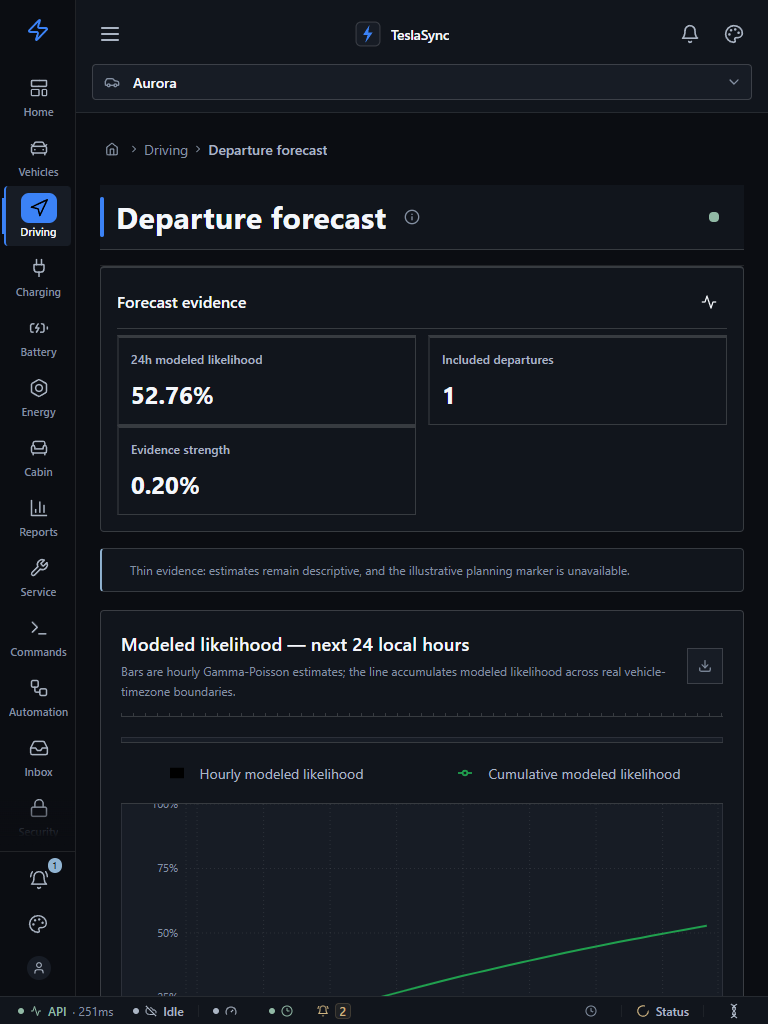 TeslaSync
Aurora
Home
Vehicles
Driving
Charging
Battery
Energy
Cabin
Reports
Service
Commands
Automation
Inbox
Security
1
Driving
Departure forecast
Departure forecast
Forecast evidence
24h modeled likelihood
52.76%
Included departures
1
Evidence strength
0.20%
Thin evidence: estimates remain descriptive, and the illustrative planning marker is unavailable.
Modeled likelihood — next 24 local hours
Bars are hourly Gamma-Poisson estimates; the line accumulates modeled likelihood across real vehicle-
timezone boundaries.
Hourly modeled likelihood
Cumulative modeled likelihood
100%
75%
50%
25%
API · 251ms
Idle
2
Status